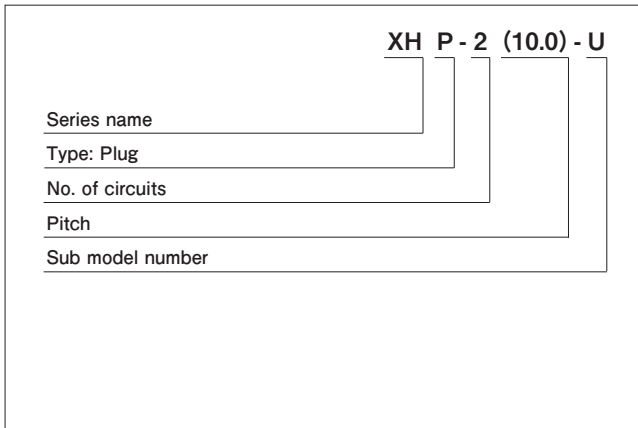 XH P - 2 (10.0) - U
Series name
Type: Plug
No. of circuits
Pitch
Sub model number